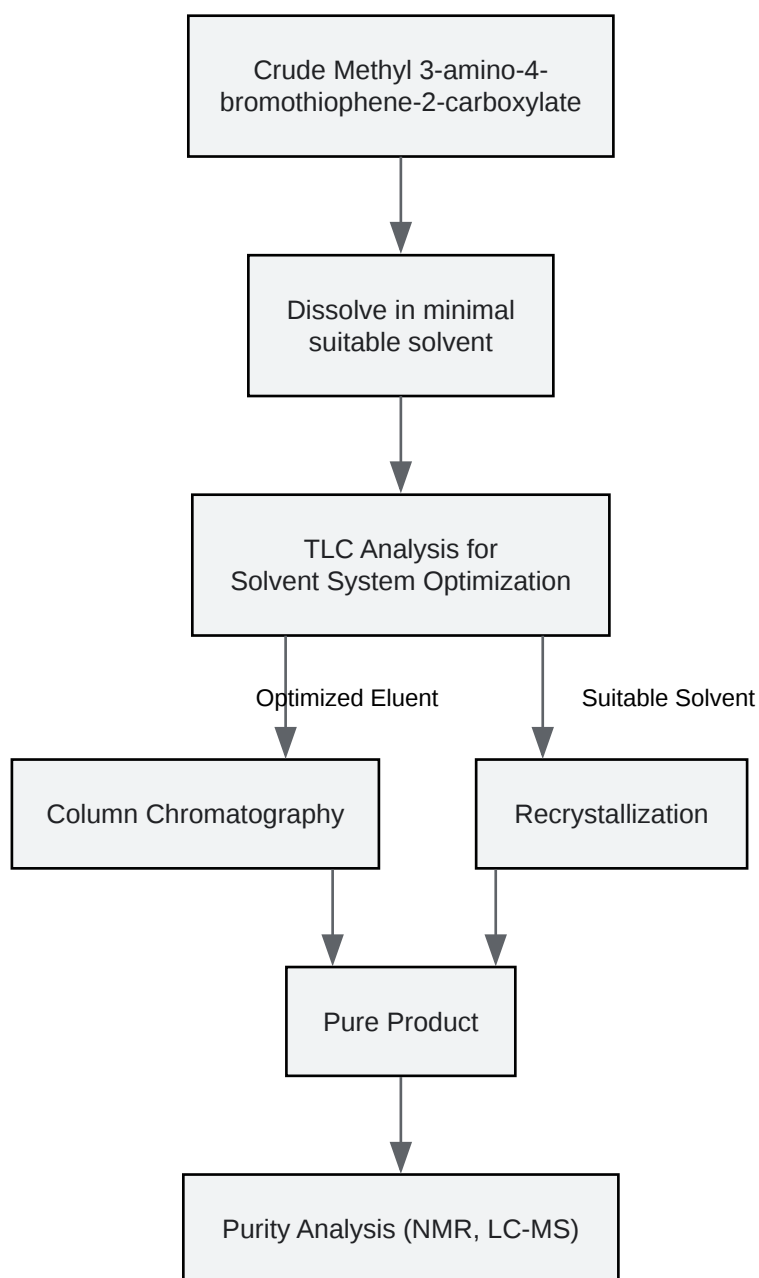 Crude Methyl 3-amino-4-
bromothiophene-2-carboxylate
Dissolve in minimal
suitable solvent
TLC Analysis for
Solvent System Optimization
Optimized Eluent
Suitable Solvent
Column Chromatography
Recrystallization
Pure Product
Purity Analysis (NMR, LC-MS)